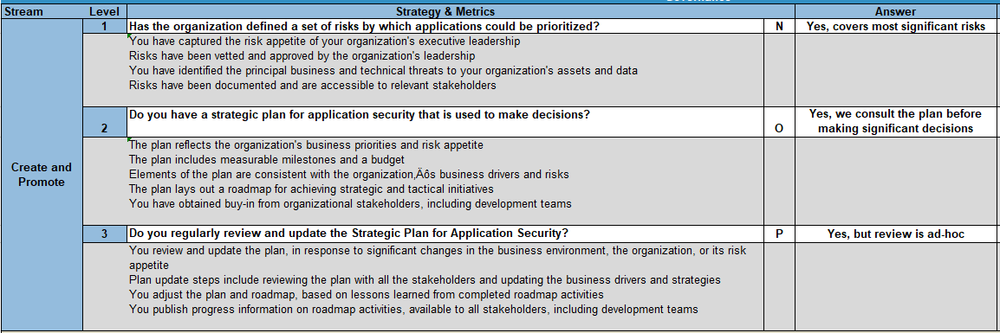 Stream Level Strategy & Metrics Answer
1 Has the organization defined a set of risks by which applications could be prioritized? N Yes, covers most significant risks
You have captured the risk appetite of your organization's executive leadership
Risks have been vetted and approved by the organization's leadership
You have identified the principal business and technical threats to your organization's assets and data
Risks have been documented and are accessible to relevant stakeholders
2 Do you have a strategic plan for application security that is used to make decisions? O Yes, we consult the plan before
making significant decisions
The plan reflects the organization's business priorities and risk appetite
The plan includes measurable milestones and a budget
Elements of the plan are consistent with the organization‚Äôs business drivers and risks
The plan lays out a roadmap for achieving strategic and tactical initiatives
You have obtained buy-in from organizational stakeholders, including development teams
Create and
Promote
3 Do you regularly review and update the Strategic Plan for Application Security? P Yes, but review is ad-hoc
You review and update the plan, in response to significant changes in the business environment, the organization, or its risk
appetite
Plan update steps include reviewing the plan with all the stakeholders and updating the business drivers and strategies
You adjust the plan and roadmap, based on lessons learned from completed roadmap activities
You publish progress information on roadmap activities, available to all stakeholders, including development teams